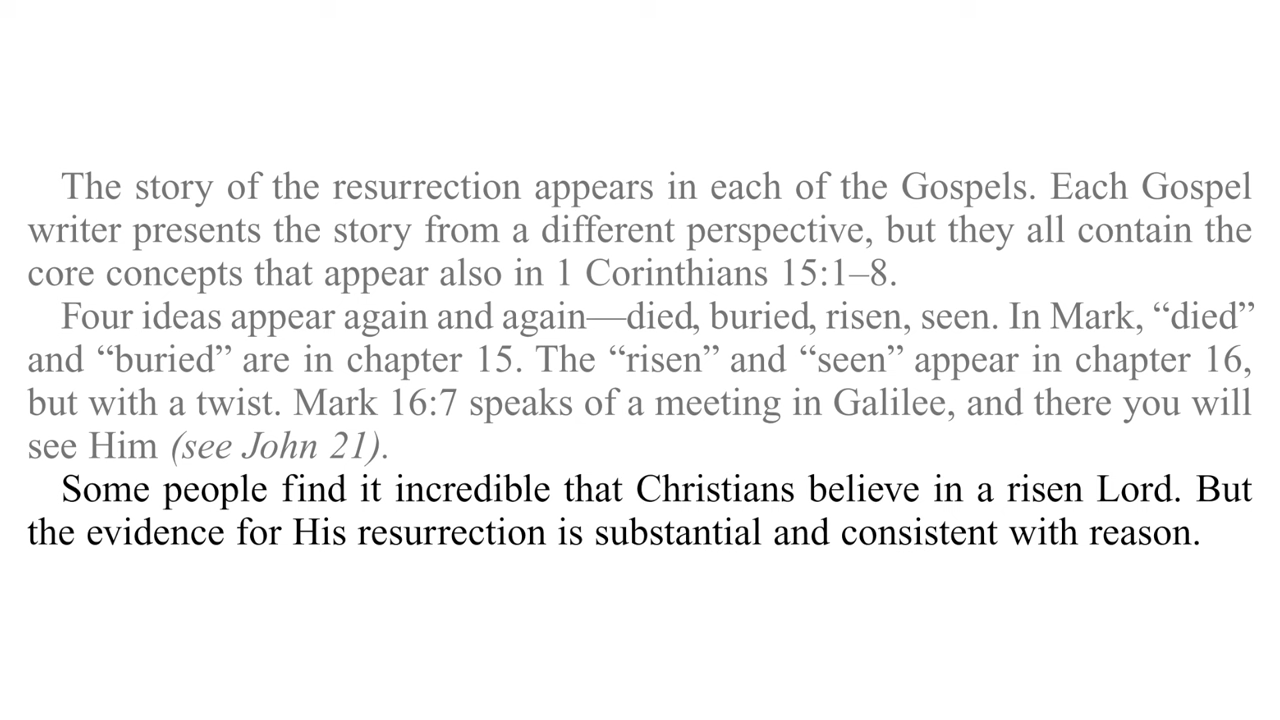 The story of the resurrection appears in each of the Gospels. Each Gospel
writer presents the story from a different perspective, but they all contain the
core concepts that appear also in 1 Corinthians 15:1–8.
Four ideas appear again and again—died, buried, risen, seen. In Mark, “died”
and “buried” are in chapter 15. The “risen” and “seen” appear in chapter 16,
but with a twist. Mark 16:7 speaks of a meeting in Galilee, and there you will
see Him (see John 21).
Some people find it incredible that Christians believe in a risen Lord. But
the evidence for His resurrection is substantial and consistent with reason.